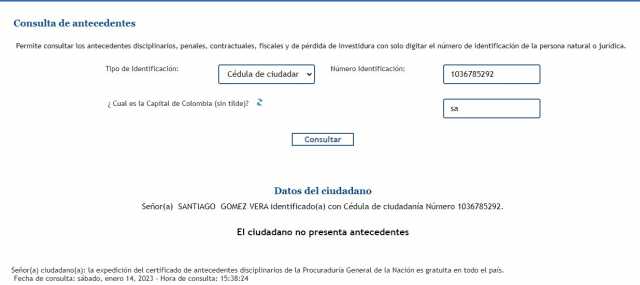 Consulta de antecedentes
Permite consultar los antecedentes disciplinarios, penales, contractuales, fiscales y de pérdida de investidura con solo digitar el número de identificación de la persona natural o jurídica.
Tipo de Identificación: Cédula de ciudadar Número Identificación: 1036785292
¿ Cual es la Capital de Colombia (sin tilde)? sa
Consultar
Datos del ciudadano
Señor(a) SANTIAGO GOMEZ VERA identificado(a) con Cédula de ciudadanía Número 1036785292.
El ciudadano no presenta antecedentes
Señor(a) ciudadano(a): la expedición del certificado de antecedentes disciplinarios de la Procuraduría General de la Nación es gratuita en todo el país.
Fecha de consulta: sábado, enero 14, 2023 - Hora de consulta: 15:38:24